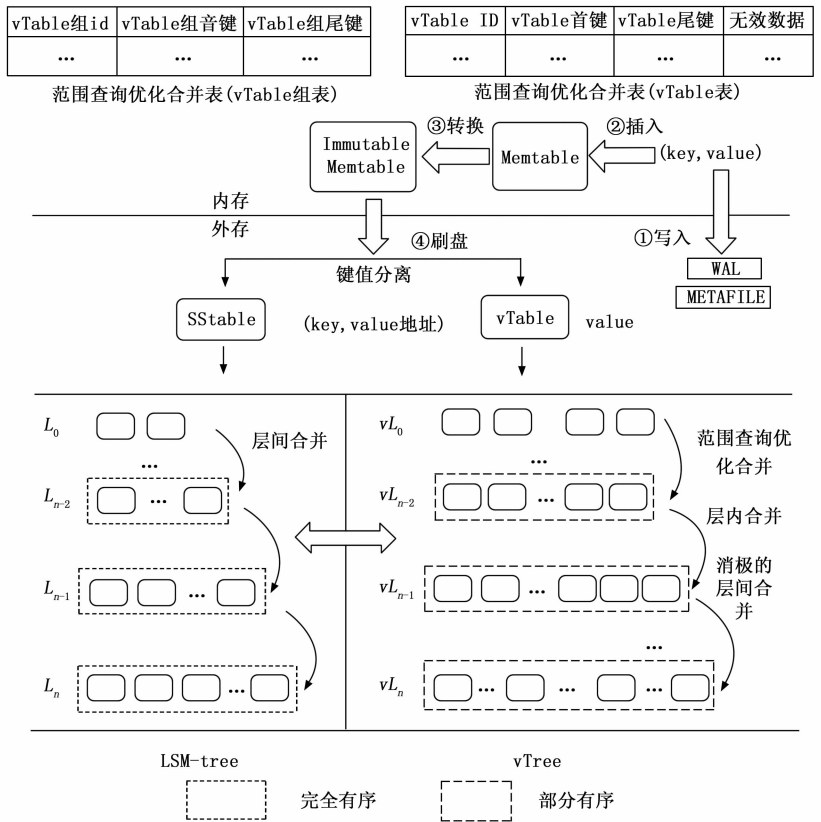 vTable组id vTable组音键 vTable组尾键
… … …
范围查询优化合并表(vTable组表)
vTable ID vTable首键 vTable尾键 无效数据
… … … …
范围查询优化合并表(vTable表)
Immutable
Memtable
③转换
Memtable
②插入
(key,value)
内存
外存
④刷盘
①写入
键值分离
WAL
METAFILE
SStable
(key,value地址)
vTable
value
L0
层间合并
…
Ln-2
…
Ln-1
…
Ln
…
vL0
范围查询优
化合并
…
vLn-2
…
层内合并
vLn-1
…
消极的
层间合
并
…
vLn
… … …
LSM-tree
vTree
完全有序
部分有序